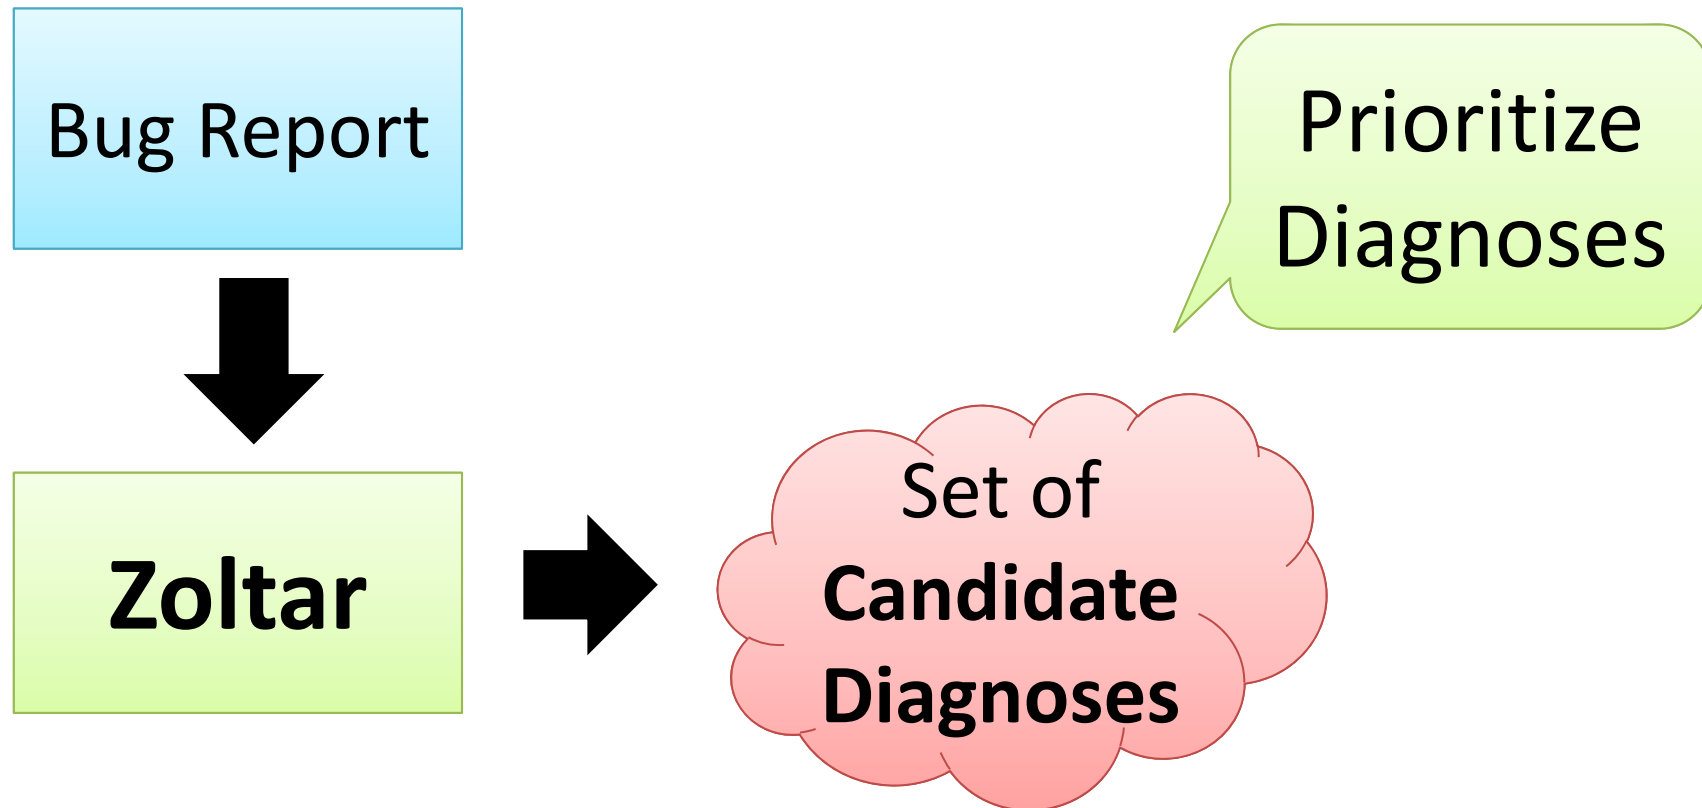 Bug Report
Prioritize
Diagnoses
Zoltar
Set of
Candidate
Diagnoses